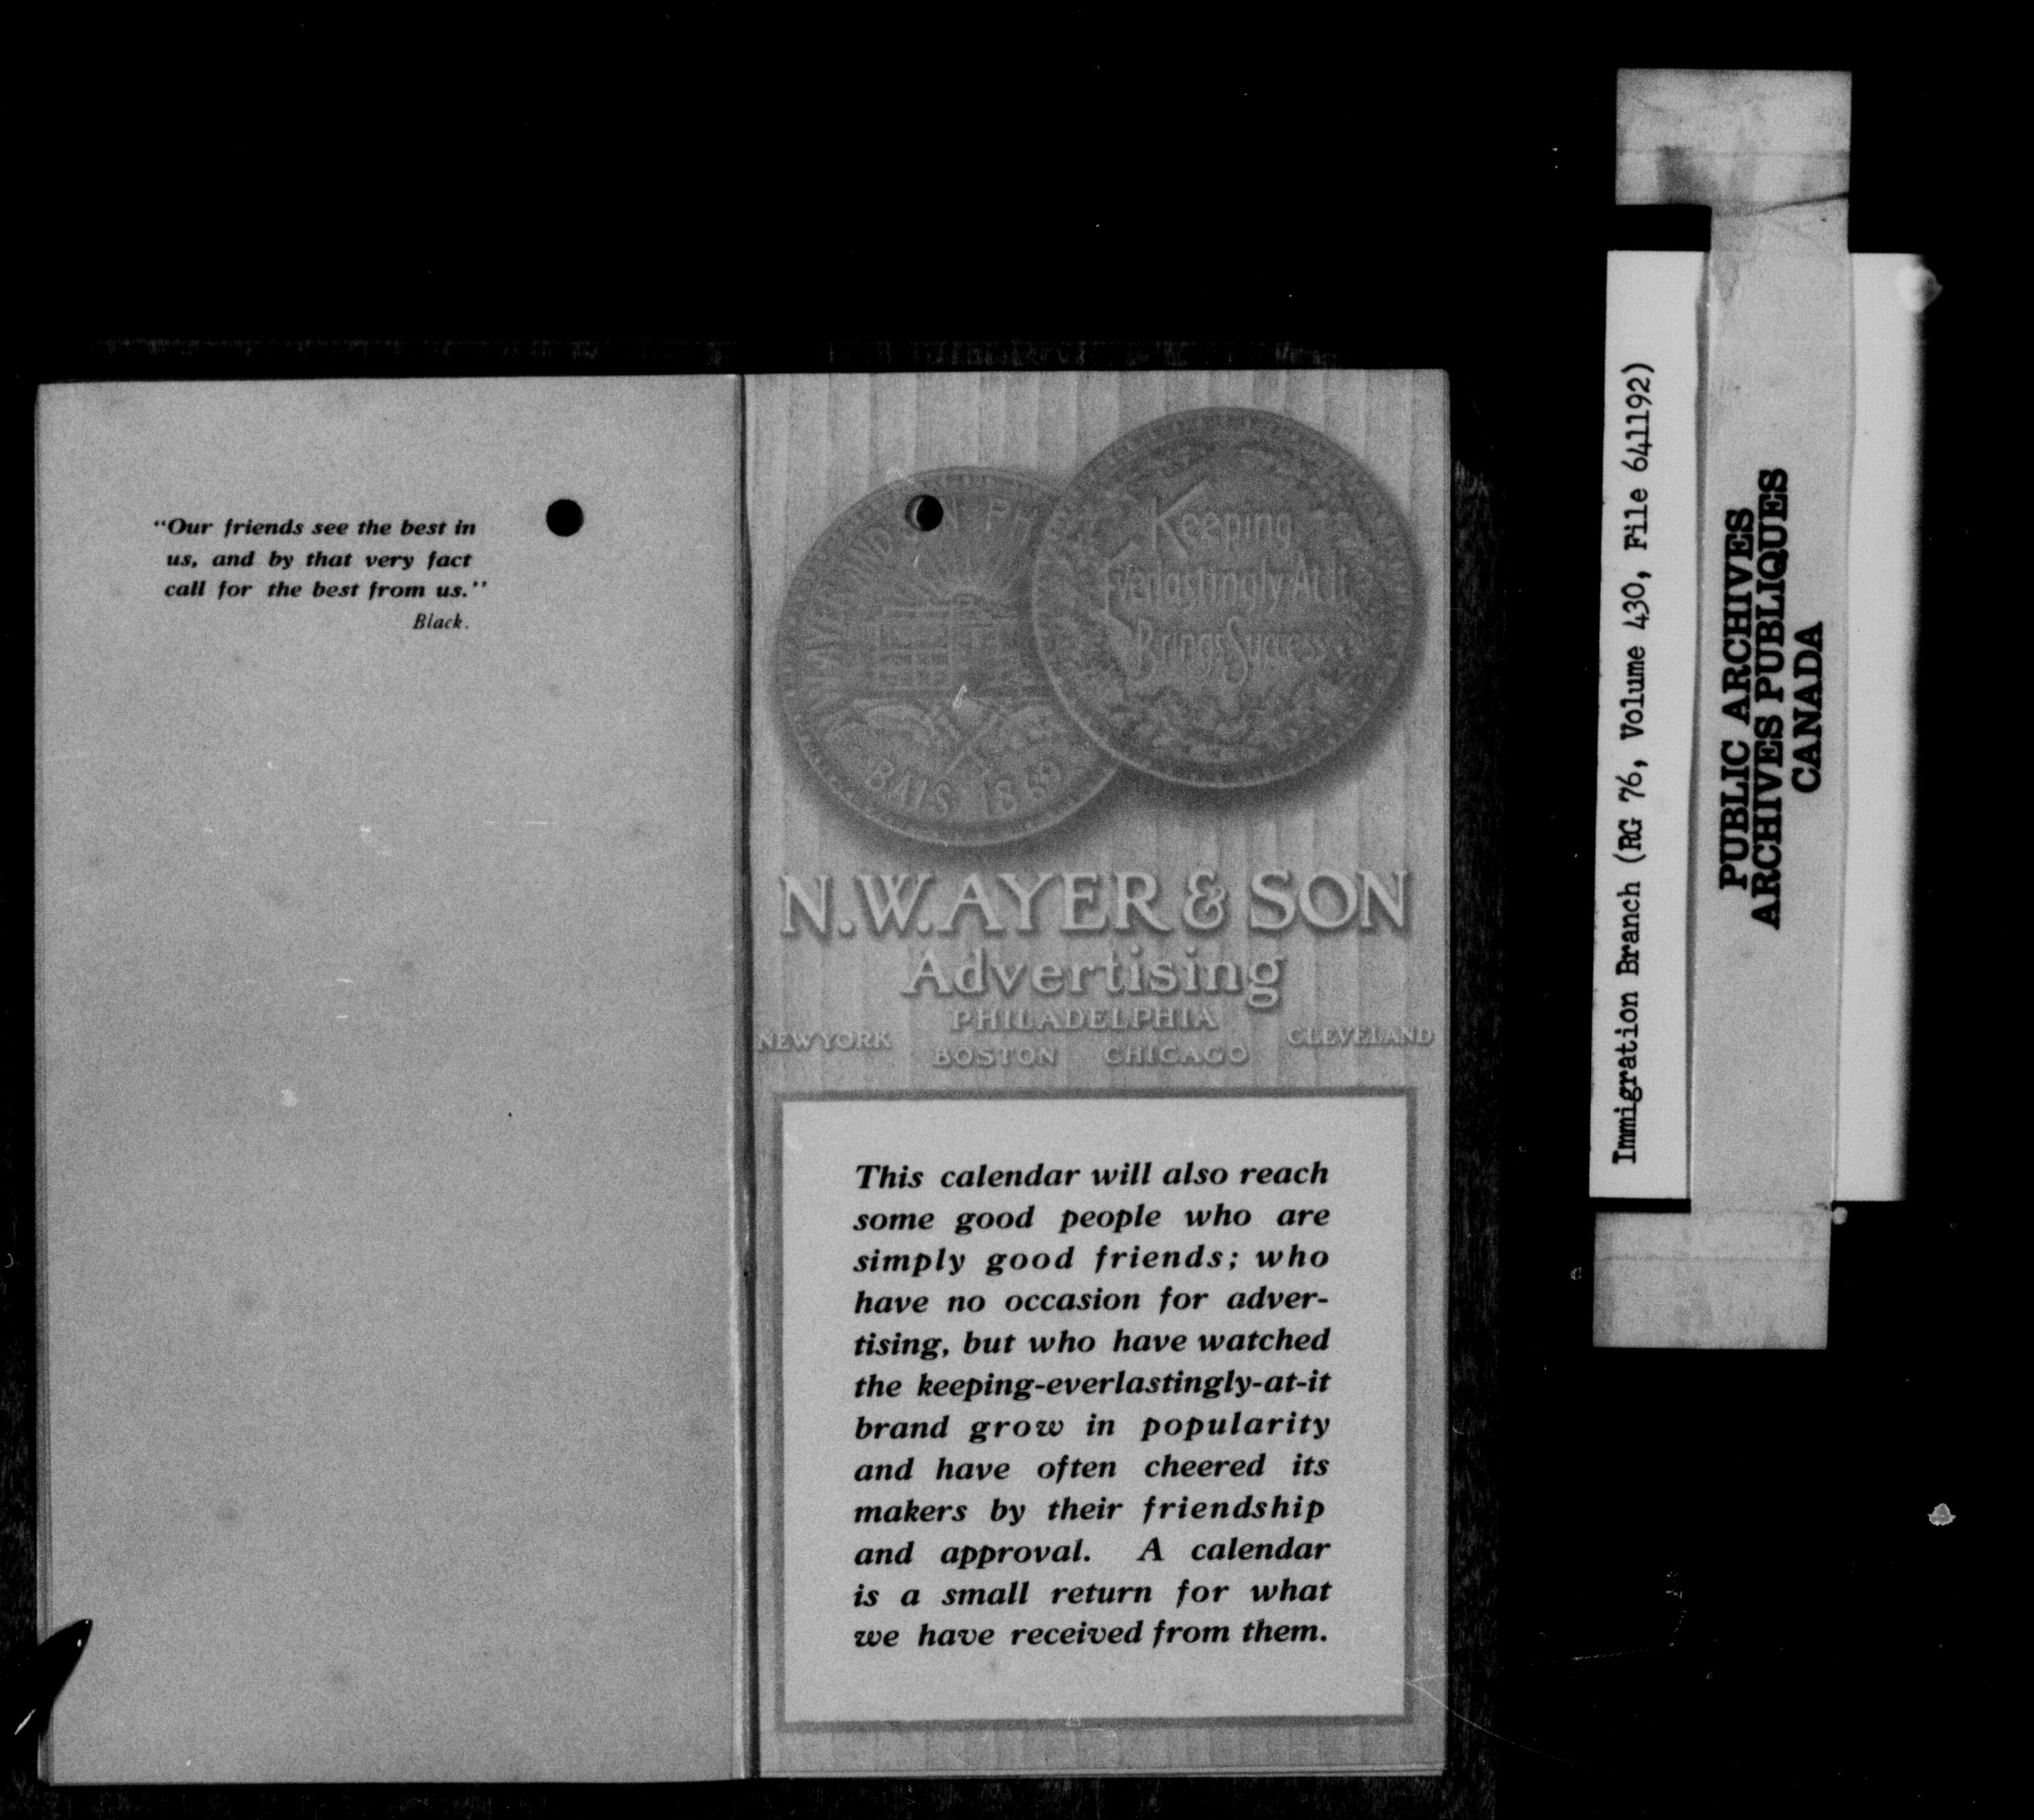 “Our friends see the best in
us, and by that very fact
call for the best from us.”
Black.
Keeping
Everlastingly At It
Brings Success
1869
N.W. AYER & SON
Advertising
PHILADELPHIA
NEW YORK
BOSTON CHICAGO
CLEVELAND
This calendar will also reach
some good people who are
simply good friends; who
have no occasion for adver-
tising, but who have watched
the keeping-everlastingly-at-it
brand grow in popularity
and have often cheered its
makers by their friendship
and approval. A calendar
is a small return for what
we have received from them.
Immigration Branch (RG 76, Volume 430, File 641192)
PUBLIC ARCHIVES
ARCHIVES PUBLIQUES
CANADA